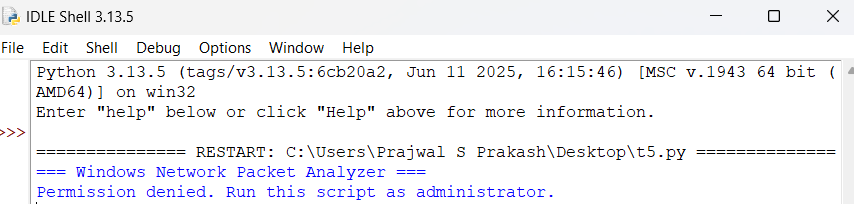 IDLE Shell 3.13.5
File Edit Shell Debug Options Window Help
Python 3.13.5 (tags/v3.13.5:6cb20a2, Jun 11 2025, 16:15:46) [MSC v.1943 64 bit (
AMD64)] on win32
Enter "help" below or click "Help" above for more information.
>>>
=============== RESTART: C:\Users\Prajwal S Prakash\Desktop\t5.py ==============
=== Windows Network Packet Analyzer ===
Permission denied. Run this script as administrator.